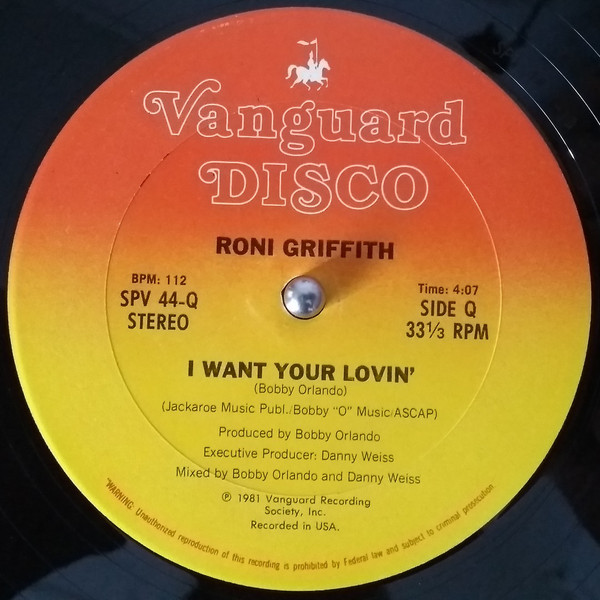 Vanguard
DISCO
RONI GRIFFITH
BPM: 112
SPV 44-Q
STEREO
Time: 4:07
SIDE Q
33⅓ RPM
I WANT YOUR LOVIN'
(Bobby Orlando)
(Jackaroe Music Publ./Bobby "O" Music/ASCAP)
Produced by Bobby Orlando
Executive Producer: Danny Weiss
Mixed by Bobby Orlando and Danny Weiss
℗ 1981 Vanguard Recording
Society, Inc.
Recorded in USA.
"WARNING: Unauthorized reproduction of this recording is prohibited by Federal law and subject to criminal prosecution